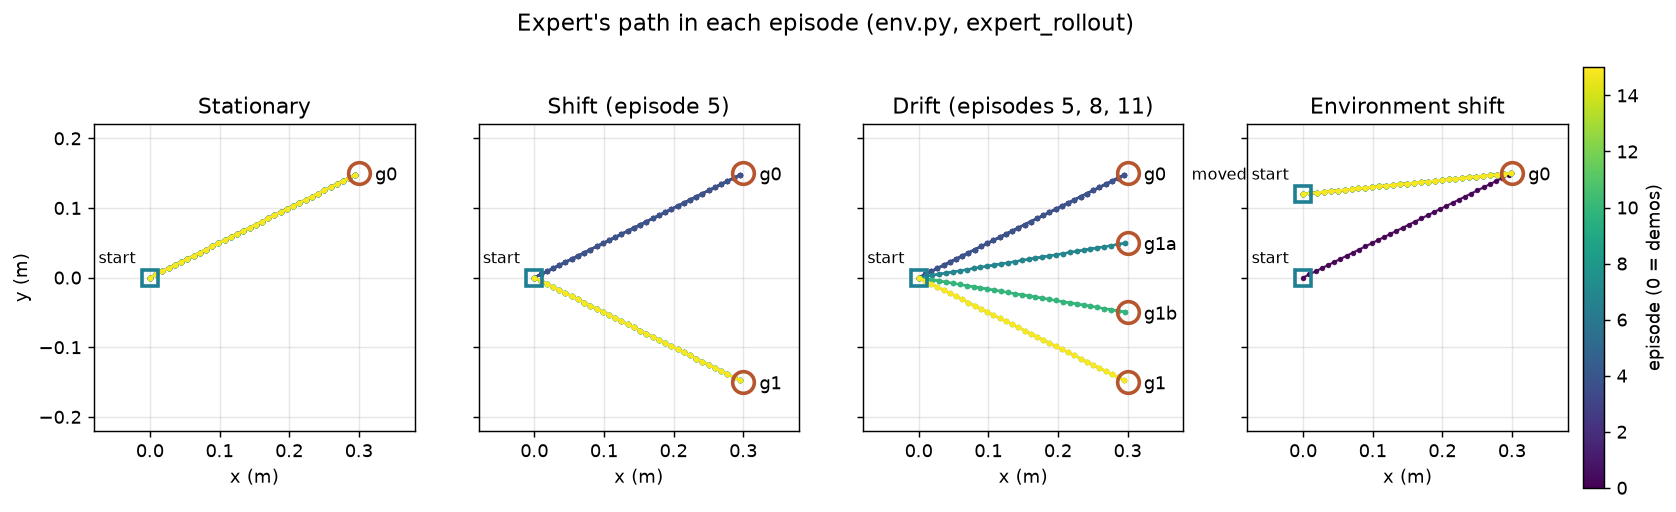 Expert's path in each episode (env.py, expert_rollout)
Stationary
0.2
0.1
0.0
−0.1
−0.2
y (m)
start
g0
0.0 0.1 0.2 0.3
x (m)
Shift (episode 5)
start
g0
g1
0.0 0.1 0.2 0.3
x (m)
Drift (episodes 5, 8, 11)
start
g0
g1a
g1b
g1
0.0 0.1 0.2 0.3
x (m)
Environment shift
moved start
start
g0
0.0 0.1 0.2 0.3
x (m)
14
12
10
8
6
4
2
0
episode (0 = demos)